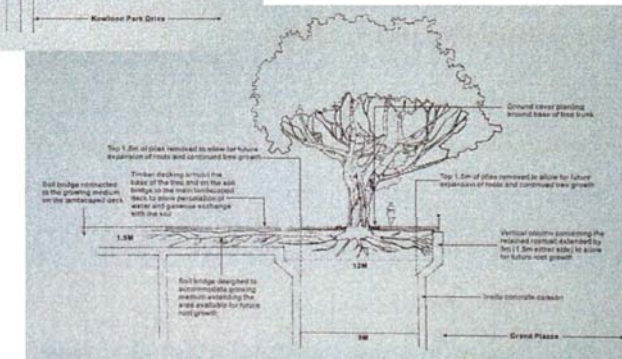 Kowloon Park Drive
Ground cover planting
around base of tree trunk
Top 1.5m of piles removed to allow for future
expansion of roots and continued tree growth
Timber decking around the
base of the tree and on the soil
bridge to the main landscaped
deck to allow percolation of
water and gaseous exchange
with the soil
Soil bridge connected
to the growing medium
on the landscaped deck
Top 1.5m of piles removed to allow for future
expansion of roots and continued tree growth
1.5M
12M
Vertical column containing the
retained rootball extended by
3m (1.5m either side) to allow
for future root growth
Soil bridge designed to
accommodate growing
medium extending the
area available for future
root growth
concrete caisson
9M
Grand Piazza